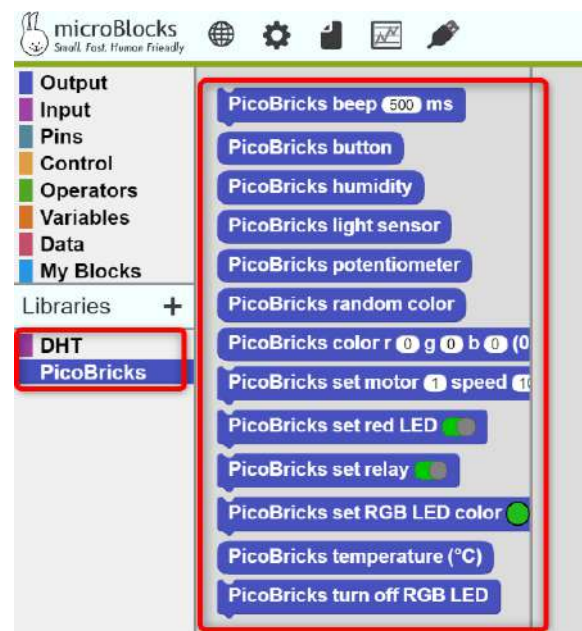 microBlocks
Small. Fast. Human Friendly
Output
Input
Pins
Control
Operators
Variables
Data
My Blocks
Libraries +
DHT
PicoBricks
PicoBricks beep 500 ms
PicoBricks button
PicoBricks humidity
PicoBricks light sensor
PicoBricks potentiometer
PicoBricks random color
PicoBricks color r 0 g 0 b 0 (0
PicoBricks set motor 1 speed 10
PicoBricks set red LED
PicoBricks set relay
PicoBricks set RGB LED color
PicoBricks temperature (°C)
PicoBricks turn off RGB LED